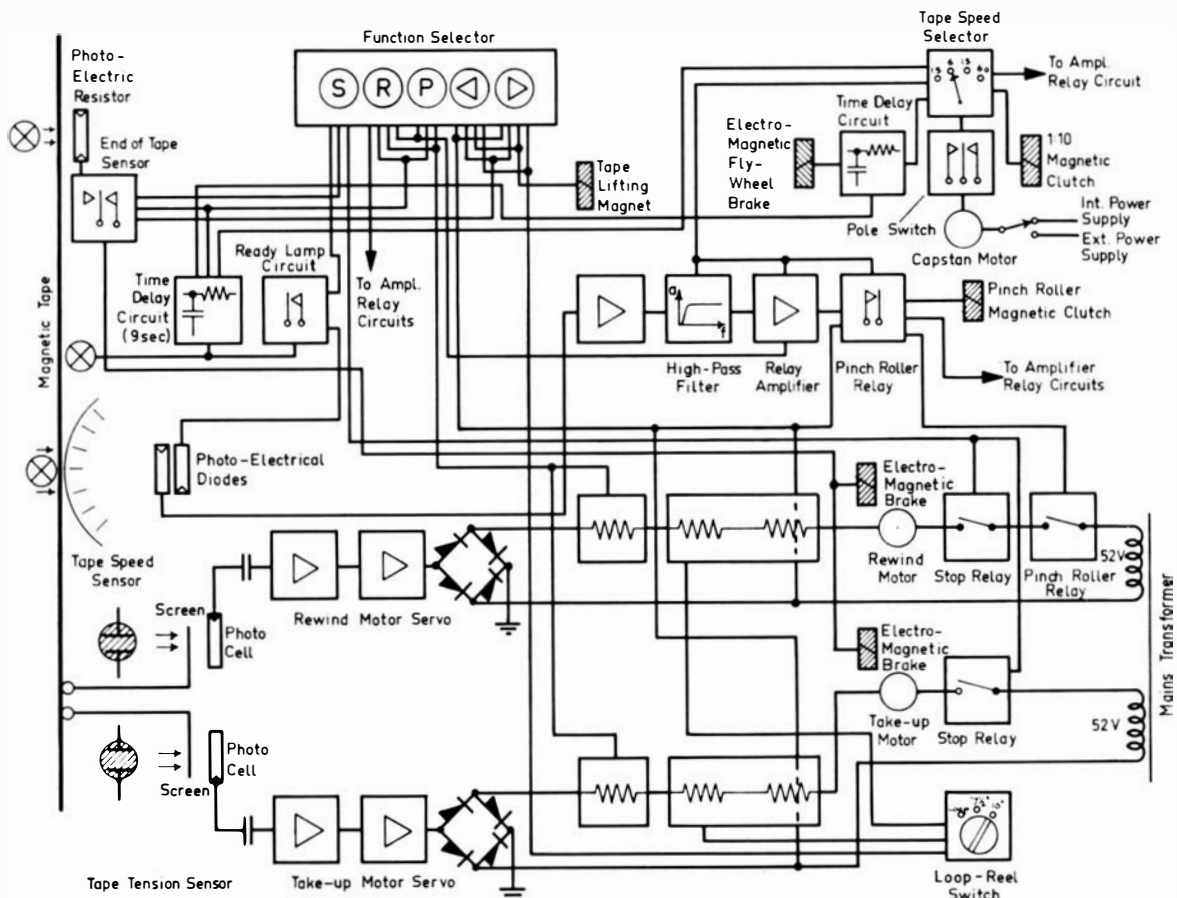 Function Selector
S R P
Tape Speed
Selector
1.5 6 15 60
To Ampl.
Relay Circuit
Photo-
Electric
Resistor
End of Tape
Sensor
Time Delay
Circuit
Electro-
Magnetic
Fly-
Wheel
Brake
1:10
Magnetic
Clutch
Tape
Lifting
Magnet
Pole Switch
Capstan Motor
Int. Power
Supply
Ext. Power
Supply
Magnetic Tape
Time
Delay
Circuit
(9sec)
Ready Lamp
Circuit
To Ampl.
Relay
Circuits
a
f
High-Pass
Filter
Relay
Amplifier
Pinch Roller
Relay
Pinch Roller
Magnetic Clutch
To Amplifier
Relay Circuits
Photo-Electrical
Diodes
Tape Speed
Sensor
Electro-
Magnetic
Brake
Rewind
Motor
Stop Relay
Pinch Roller
Relay
52V
Mains Transformer
Screen
Photo
Cell
Rewind Motor Servo
Electro-
Magnetic
Brake
Take-up
Motor
Stop Relay
52V
Photo
Cell
Screen
Tape Tension Sensor
Take-up Motor Servo
Loop-Reel
Switch